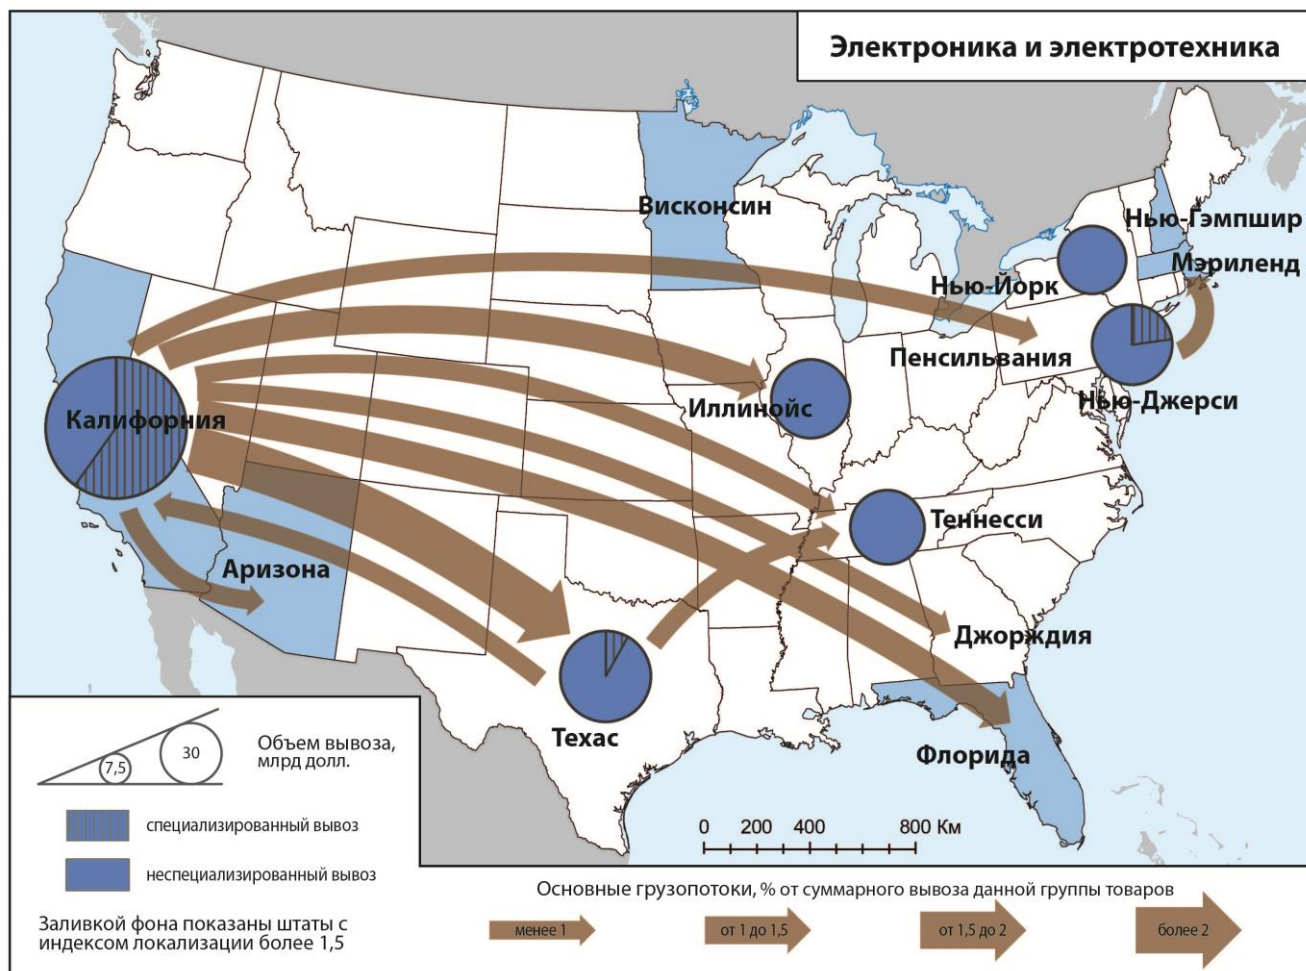 Электроника и электротехника
Висконсин
Нью-Гэмпшир
Мэриленд
Нью-Йорк
Пенсильвания
Нью-Джерси
Иллинойс
Калифорния
Теннесси
Аризона
Джорждия
Техас
Флорида
7,5
30
Объем вывоза,
млрд долл.
специализированный вывоз
неспециализированный вывоз
Заливкой фона показаны штаты с
индексом локализации более 1,5
0 200 400 800 Км
Основные грузопотоки, % от суммарного вывоза данной группы товаров
менее 1
от 1 до 1,5
от 1,5 до 2
более 2